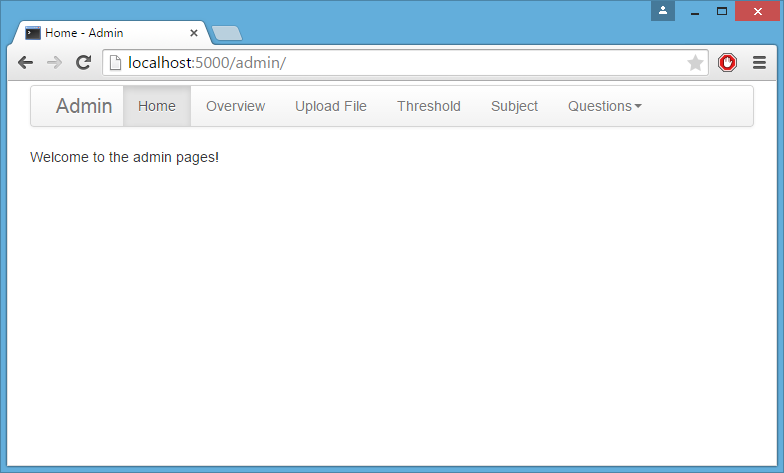 Home - Admin
localhost:5000/admin/
Admin Home Overview Upload File Threshold Subject Questions
Welcome to the admin pages!